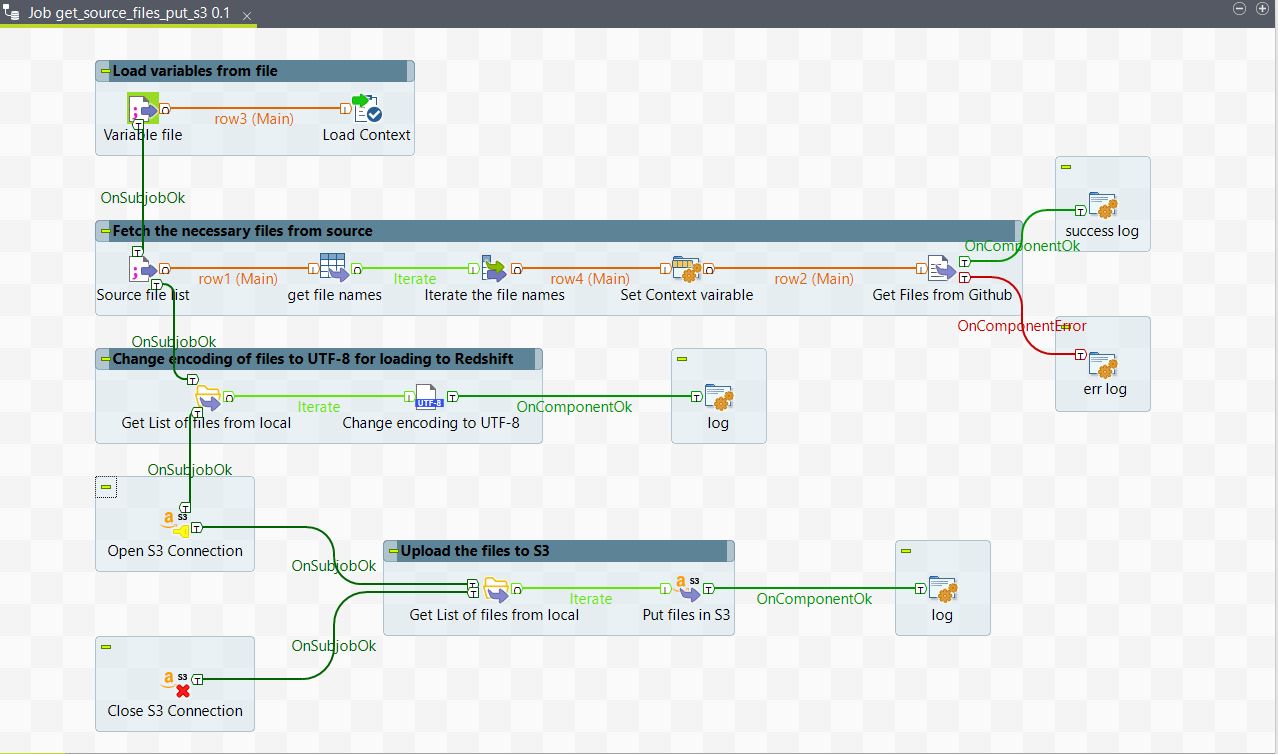 Job get_source_files_put_s3 0.1
Load variables from file
row3 (Main)
Variable file
Load Context
OnSubjobOk
success log
Fetch the necessary files from source
OnComponentOk
row1 (Main)
Iterate
row4 (Main)
row2 (Main)
Source file list
get file names
Iterate the file names
Set Context vairable
Get Files from Github
OnComponentError
OnSubjobOk
err log
Change encoding of files to UTF-8 for loading to Redshift
UTF-8
Iterate
OnComponentOk
Get List of files from local
Change encoding to UTF-8
log
OnSubjobOk
a S3
Open S3 Connection
Upload the files to S3
OnSubjobOk
a S3
Iterate
OnComponentOk
Get List of files from local
Put files in S3
log
OnSubjobOk
a S3
Close S3 Connection